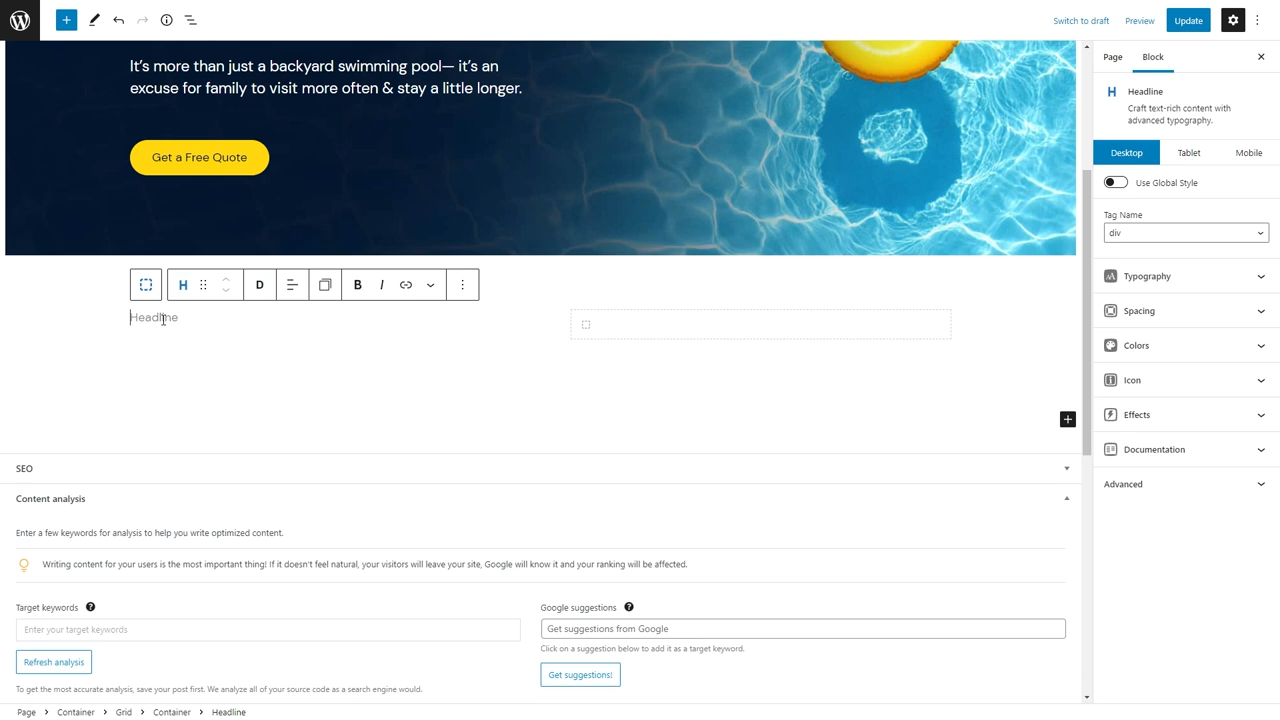 Switch to draft
Preview
Update
It's more than just a backyard swimming pool— it's an
excuse for family to visit more often & stay a little longer.
Get a Free Quote
H
D
B
I
Headline
Page
Block
H
Headline
Craft text-rich content with
advanced typography.
Desktop
Tablet
Mobile
Use Global Style
Tag Name
div
Typography
Spacing
Colors
Icon
Effects
Documentation
Advanced
SEO
Content analysis
Enter a few keywords for analysis to help you write optimized content.
Writing content for your users is the most important thing! If it doesn't feel natural, your visitors will leave your site, Google will know it and your ranking will be affected.
Target keywords
Enter your target keywords
Refresh analysis
To get the most accurate analysis, save your post first. We analyze all of your source code as a search engine would.
Google suggestions
Get suggestions from Google
Click on a suggestion below to add it as a target keyword.
Get suggestions!
Page > Container > Grid > Container > Headline